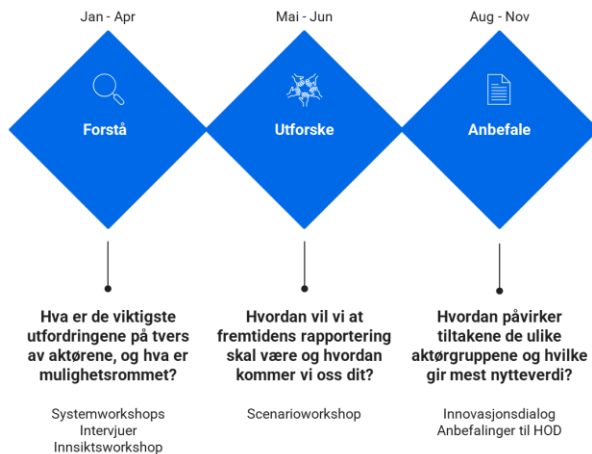 Jan - Apr
Mai - Jun
Aug - Nov
Forstå
Utforske
Anbefale
Hva er de viktigste
utfordringene på tvers
av aktørene, og hva er
mulighetsrommet?
Systemworkshops
Intervjuer
Innsiktsworkshop
Hvordan vil vi at
fremtidens rapportering
skal være og hvordan
kommer vi oss dit?
Scenarioworkshop
Hvordan påvirker
tiltakene de ulike
aktørgruppene og hvilke
gir mest nytteverdi?
Innovasjonsdialog
Anbefalinger til HOD